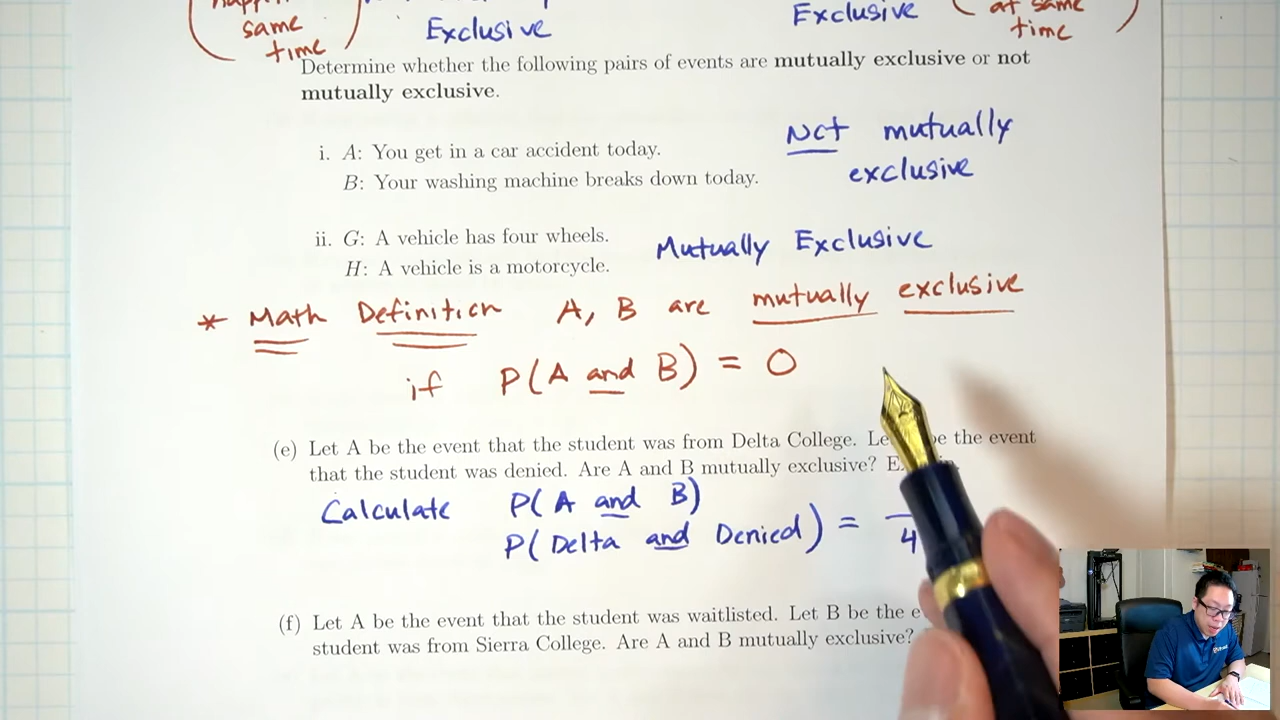 same
time
Exclusive
Exclusive
at same
time
Determine whether the following pairs of events are mutually exclusive or not
mutually exclusive.
i. A: You get in a car accident today.
B: Your washing machine breaks down today.
Not mutually
exclusive
ii. G: A vehicle has four wheels.
H: A vehicle is a motorcycle.
Mutually Exclusive
* Math Definition A, B are mutually exclusive
if P(A and B) = 0
(e) Let A be the event that the student was from Delta College. be the event
that the student was denied. Are A and B mutually exclusive?
Calculate P(A and B)
P(Delta and Denied) = 4
(f) Let A be the event that the student was waitlisted. Let B be the
student was from Sierra College. Are A and B mutually exclusive?